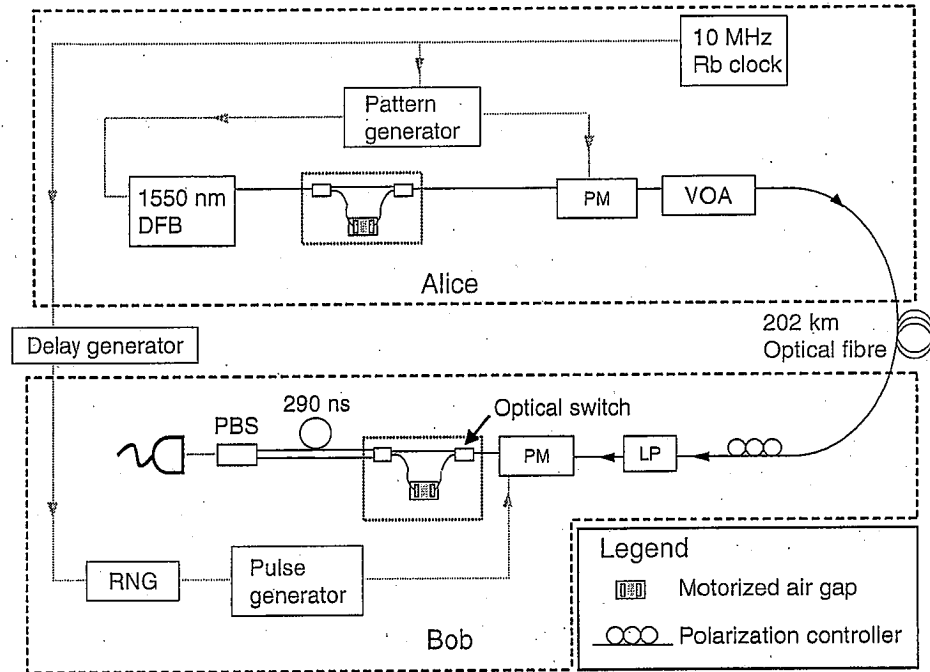 10 MHz
Rb clock
Pattern
generator
1550 nm
DFB
PM
VOA
Alice
202 km
Optical fibre
Delay generator
290 ns
Optical switch
PBS
PM
LP
RNG
Pulse
generator
Bob
Legend
Motorized air gap
Polarization controller